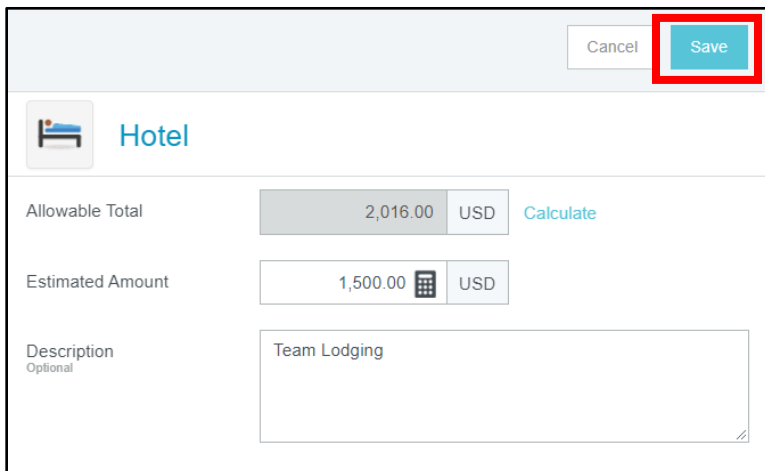 Cancel Save
Hotel
Allowable Total 2,016.00 USD Calculate
Estimated Amount 1,500.00 USD
Description Team Lodging
Optional